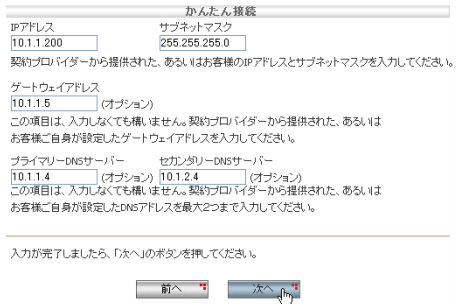 かんたん接続
IPアドレス サブネットマスク
10.1.1.200 255.255.255.0
契約プロバイダーから提供された、あるいはお客様のIPアドレスとサブネットマスクを入力してください。
ゲートウェイアドレス
10.1.1.5 (オプション)
この項目は、入力しなくても構いません。契約プロバイダーから提供された、あるいは
お客様ご自身が設定したゲートウェイアドレスを入力してください。
プライマリーDNSサーバー セカンダリーDNSサーバー
10.1.1.4 (オプション) 10.1.2.4 (オプション)
この項目は、入力しなくても構いません。契約プロバイダーから提供された、あるいは
お客様ご自身が設定したDNSアドレスを最大2つまで入力してください。
入力が完了しましたら、「次へ」のボタンを押してください。
前へ 次へ